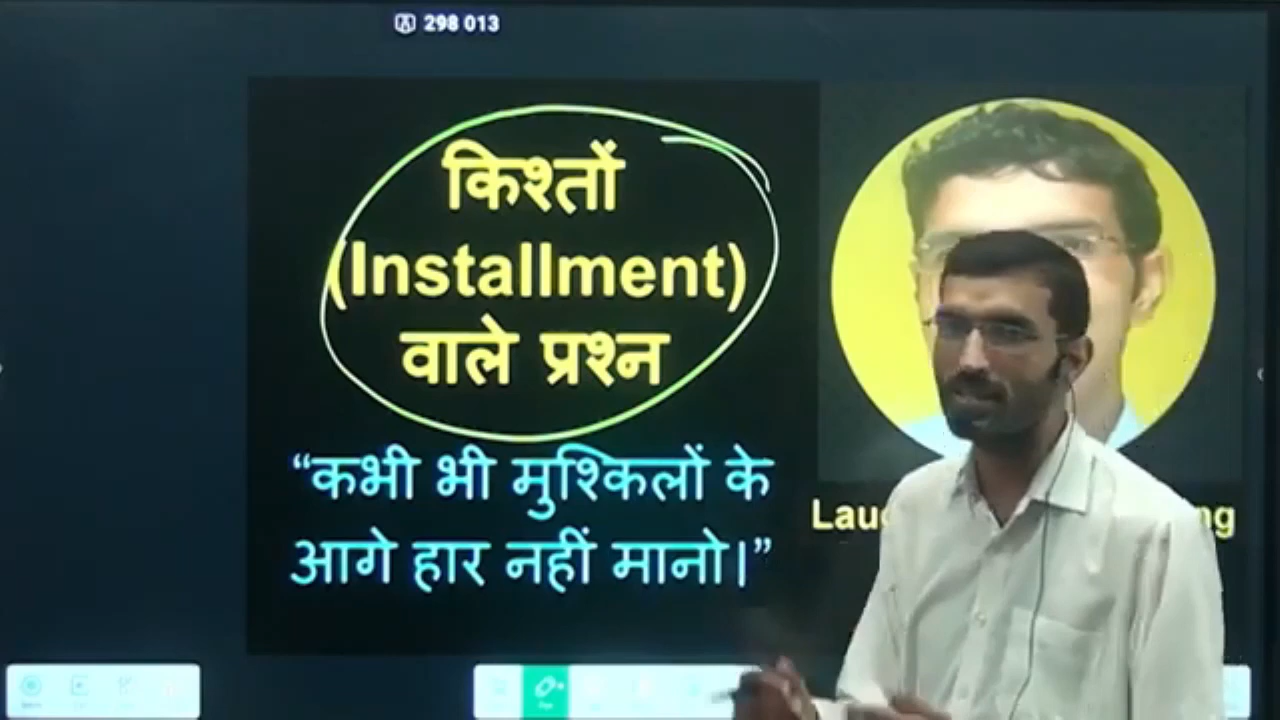 298 013
किश्तों
(Installment)
वाले प्रश्न
“कभी भी मुश्किलों के
आगे हार नहीं मानो।”